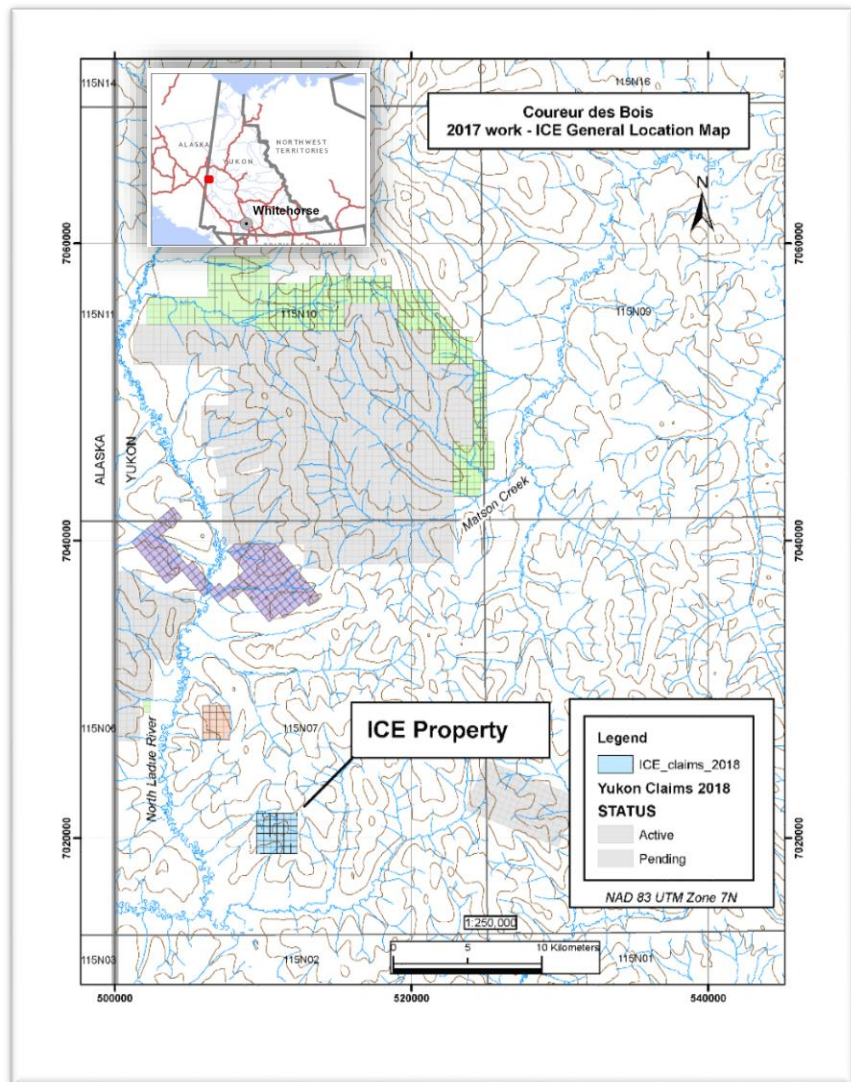 115N14
115N16
Coureur des Bois
2017 work - ICE General Location Map
ALASKA
YUKON
NORTHWEST
TERRITORIES
Whitehorse
N
7060000
7060000
115N11
115N10
115N09
ALASKA
YUKON
Matson Creek
7040000
7040000
ICE Property
115N06
115N07
North Ladue River
Legend
ICE_claims_2018
Yukon Claims 2018
STATUS
Active
Pending
NAD 83 UTM Zone 7N
7020000
7020000
1:250,000
0 5 10 Kilometers
115N03
115N02
115N01
500000
520000
540000